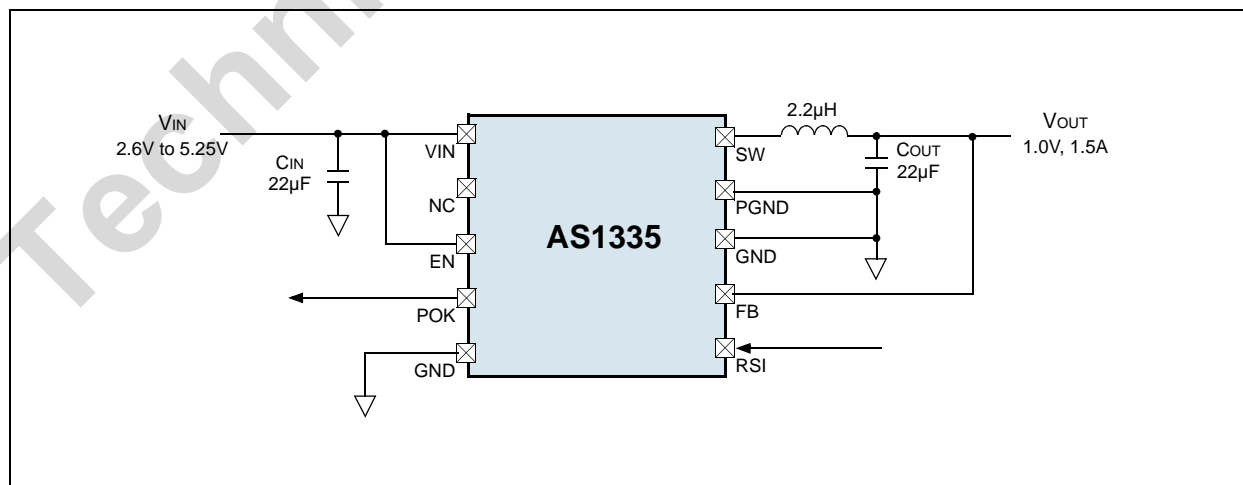 Techn
VIN
2.6V to 5.25V
CIN
22µF
VIN
NC
EN
POK
GND
AS1335
SW
PGND
GND
FB
RSI
2.2µH
COUT
22µF
VOUT
1.0V, 1.5A